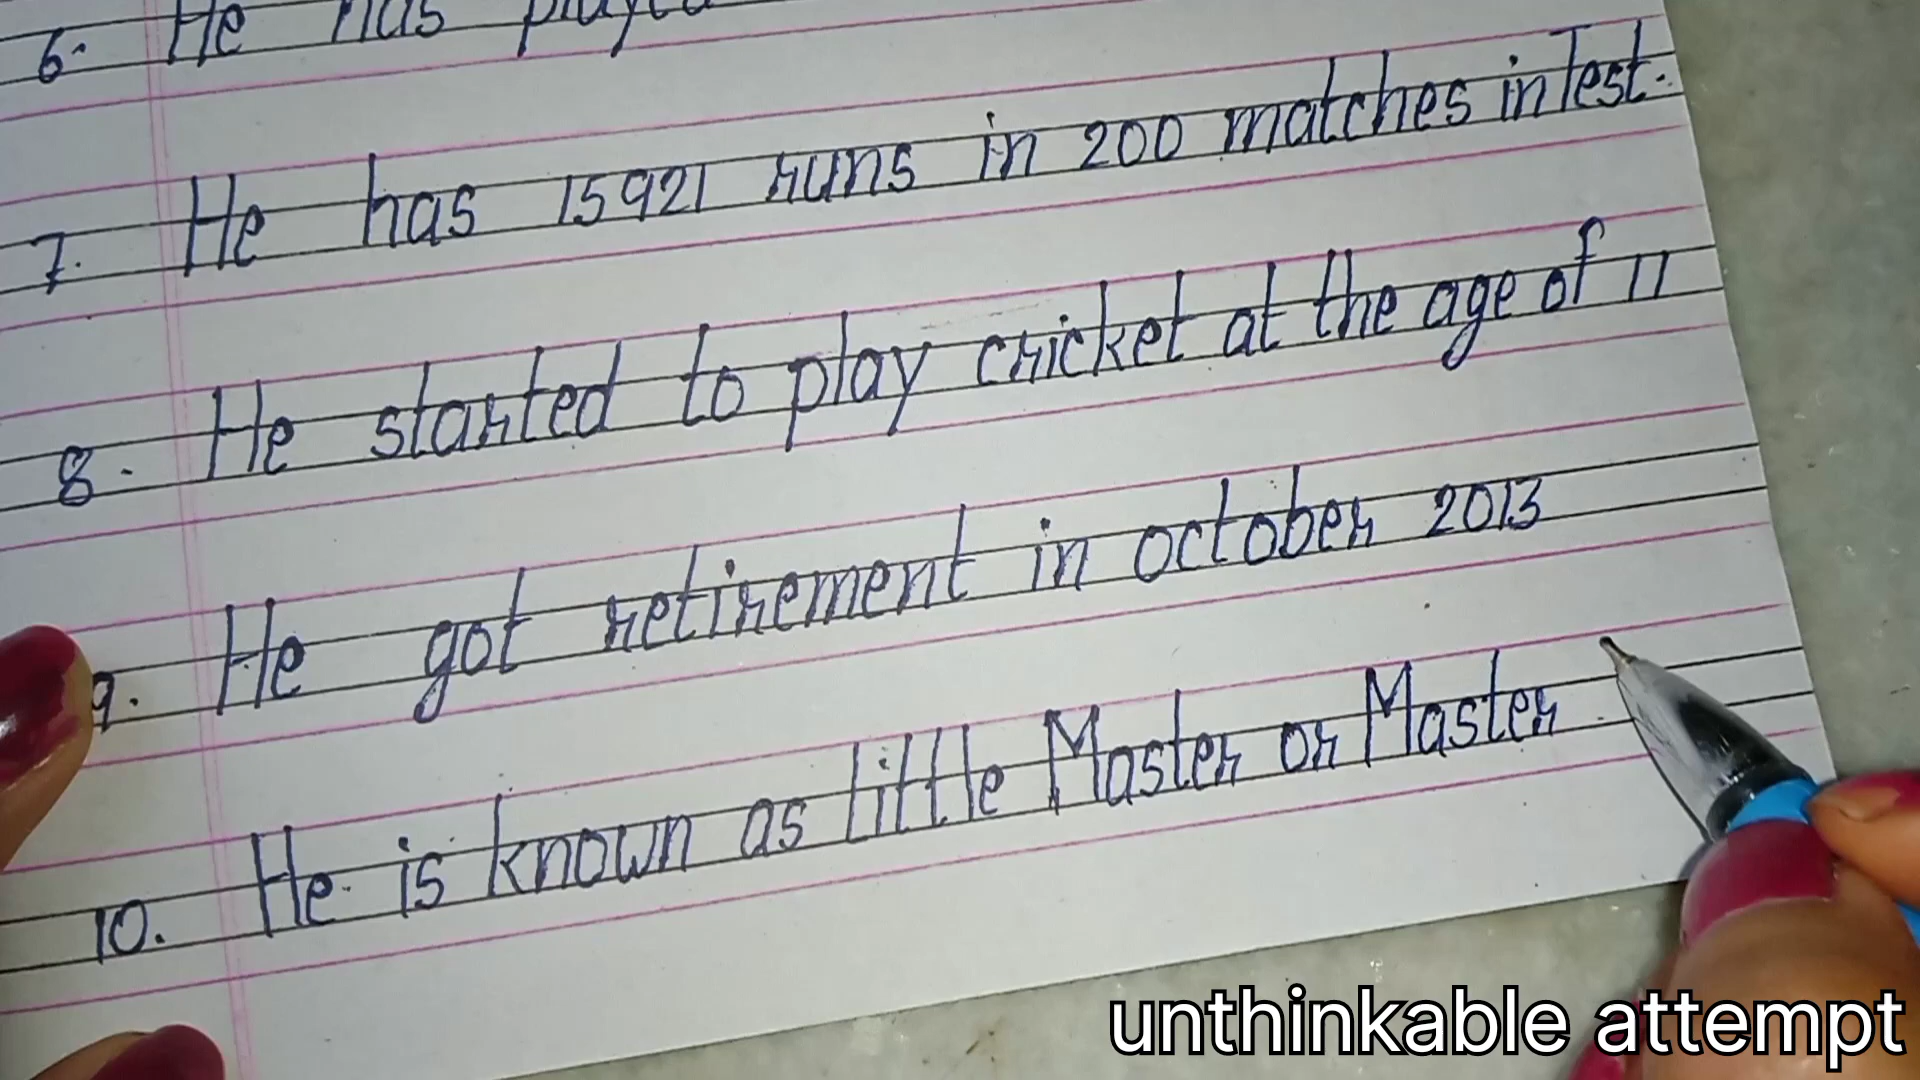 6. He has played
7. He has 15921 runs in 200 matches in Test.
8. He started to play cricket at the age of 11
9. He got retirement in october 2013
10. He is known as little Master or Master
unthinkable attempt